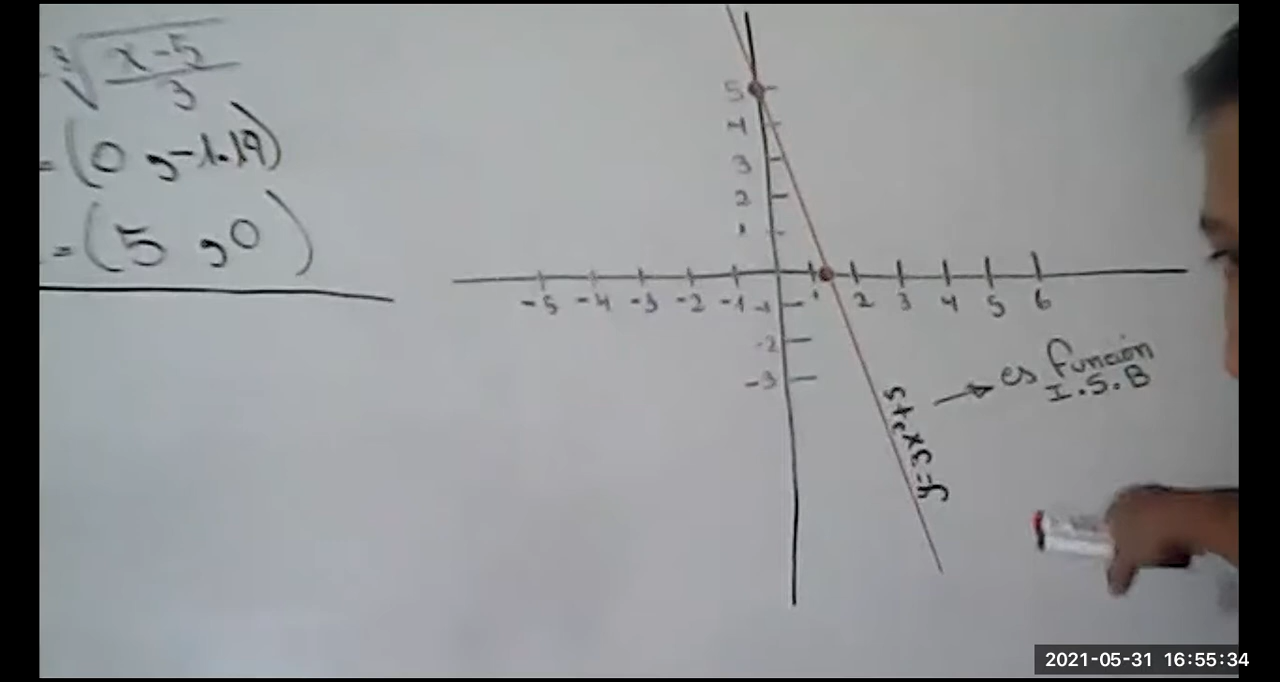 ∛(x-5)/3
=(0,-1.19)
=(5,0)
5
4
3
2
1
-5 -4 -3 -2 -1 -1 1 2 3 4 5 6
-2
-3
y=3x³+5
→ es función
I.S.B
2021-05-31 16:55:34